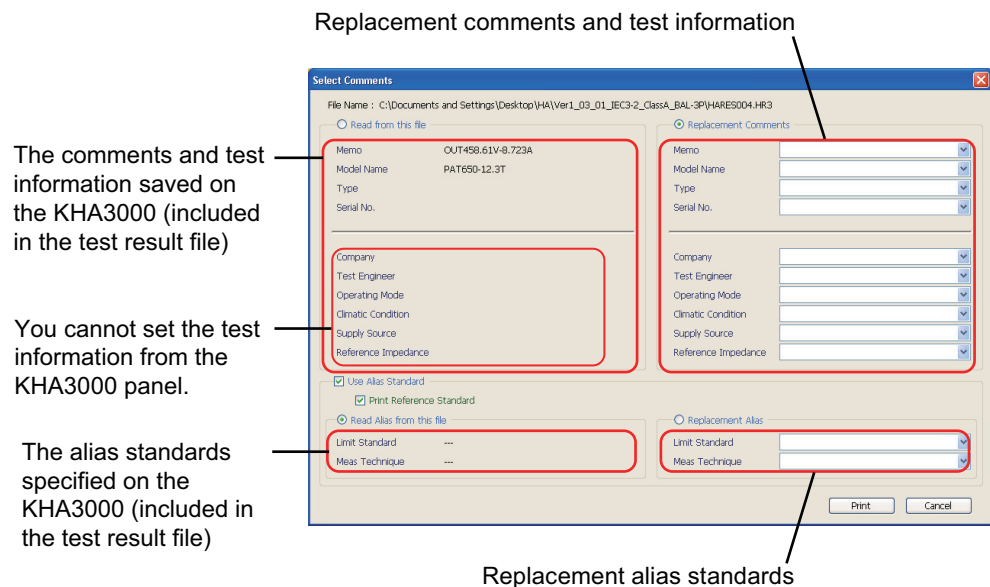 Replacement comments and test information
Select Comments
File Name : C:\Documents and Settings\Desktop\HA\Ver1_03_01_IEC3-2_ClassA_BAL-3P\HARES004.HR3
Read from this file
Replacement Comments
The comments and test
information saved on
the KHA3000 (included
in the test result file)
Memo OUT458.61V-8.723A
Model Name PAT650-12.3T
Type
Serial No.
Memo
Model Name
Type
Serial No.
Company
Test Engineer
Operating Mode
Climatic Condition
Supply Source
Reference Impedance
Company
Test Engineer
Operating Mode
Climatic Condition
Supply Source
Reference Impedance
You cannot set the test
information from the
KHA3000 panel.
Use Alias Standard
Print Reference Standard
Read Alias from this file
Replacement Alias
Limit Standard ---
Meas Technique ---
Limit Standard
Meas Technique
The alias standards
specified on the
KHA3000 (included in
the test result file)
Print
Cancel
Replacement alias standards